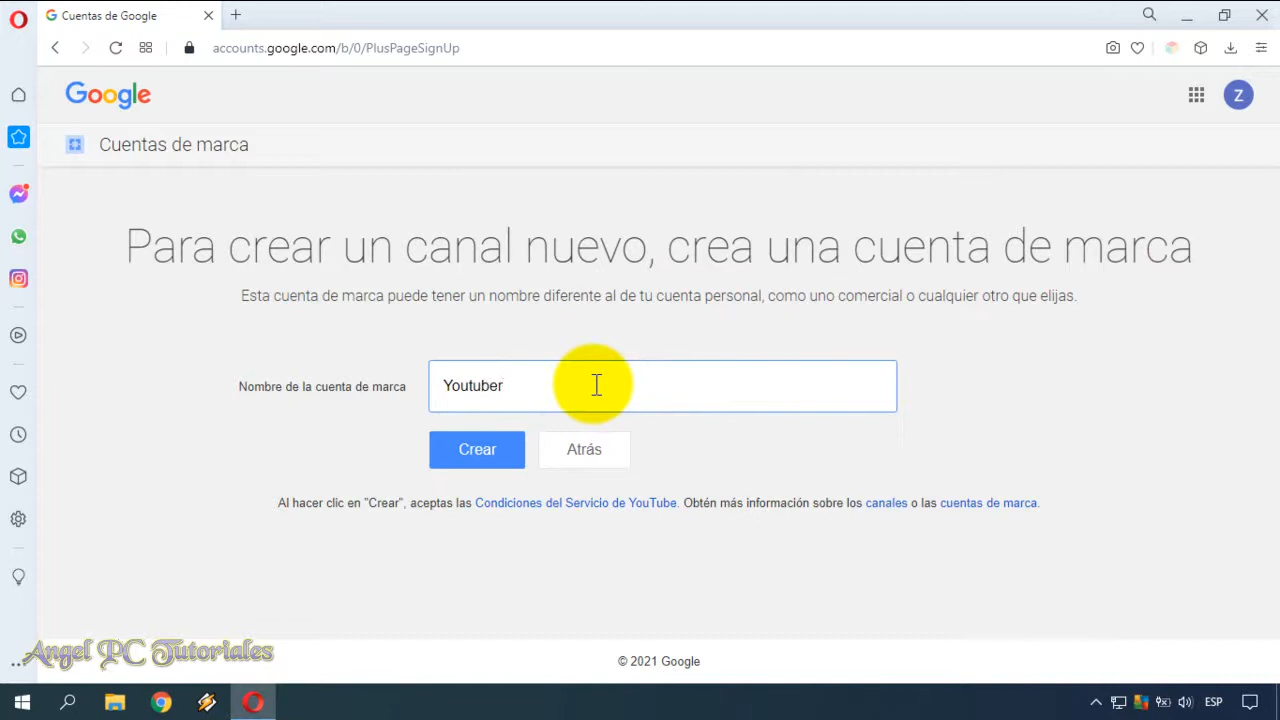 Cuentas de Google
accounts.google.com/b/0/PlusPageSignUp
Google
Z
Cuentas de marca
Para crear un canal nuevo, crea una cuenta de marca
Esta cuenta de marca puede tener un nombre diferente al de tu cuenta personal, como uno comercial o cualquier otro que elijas.
Nombre de la cuenta de marca
Youtuber
Crear
Atrás
Al hacer clic en "Crear", aceptas las Condiciones del Servicio de YouTube. Obtén más información sobre los canales o las cuentas de marca.
Angel PC Tutoriales
© 2021 Google
ESP